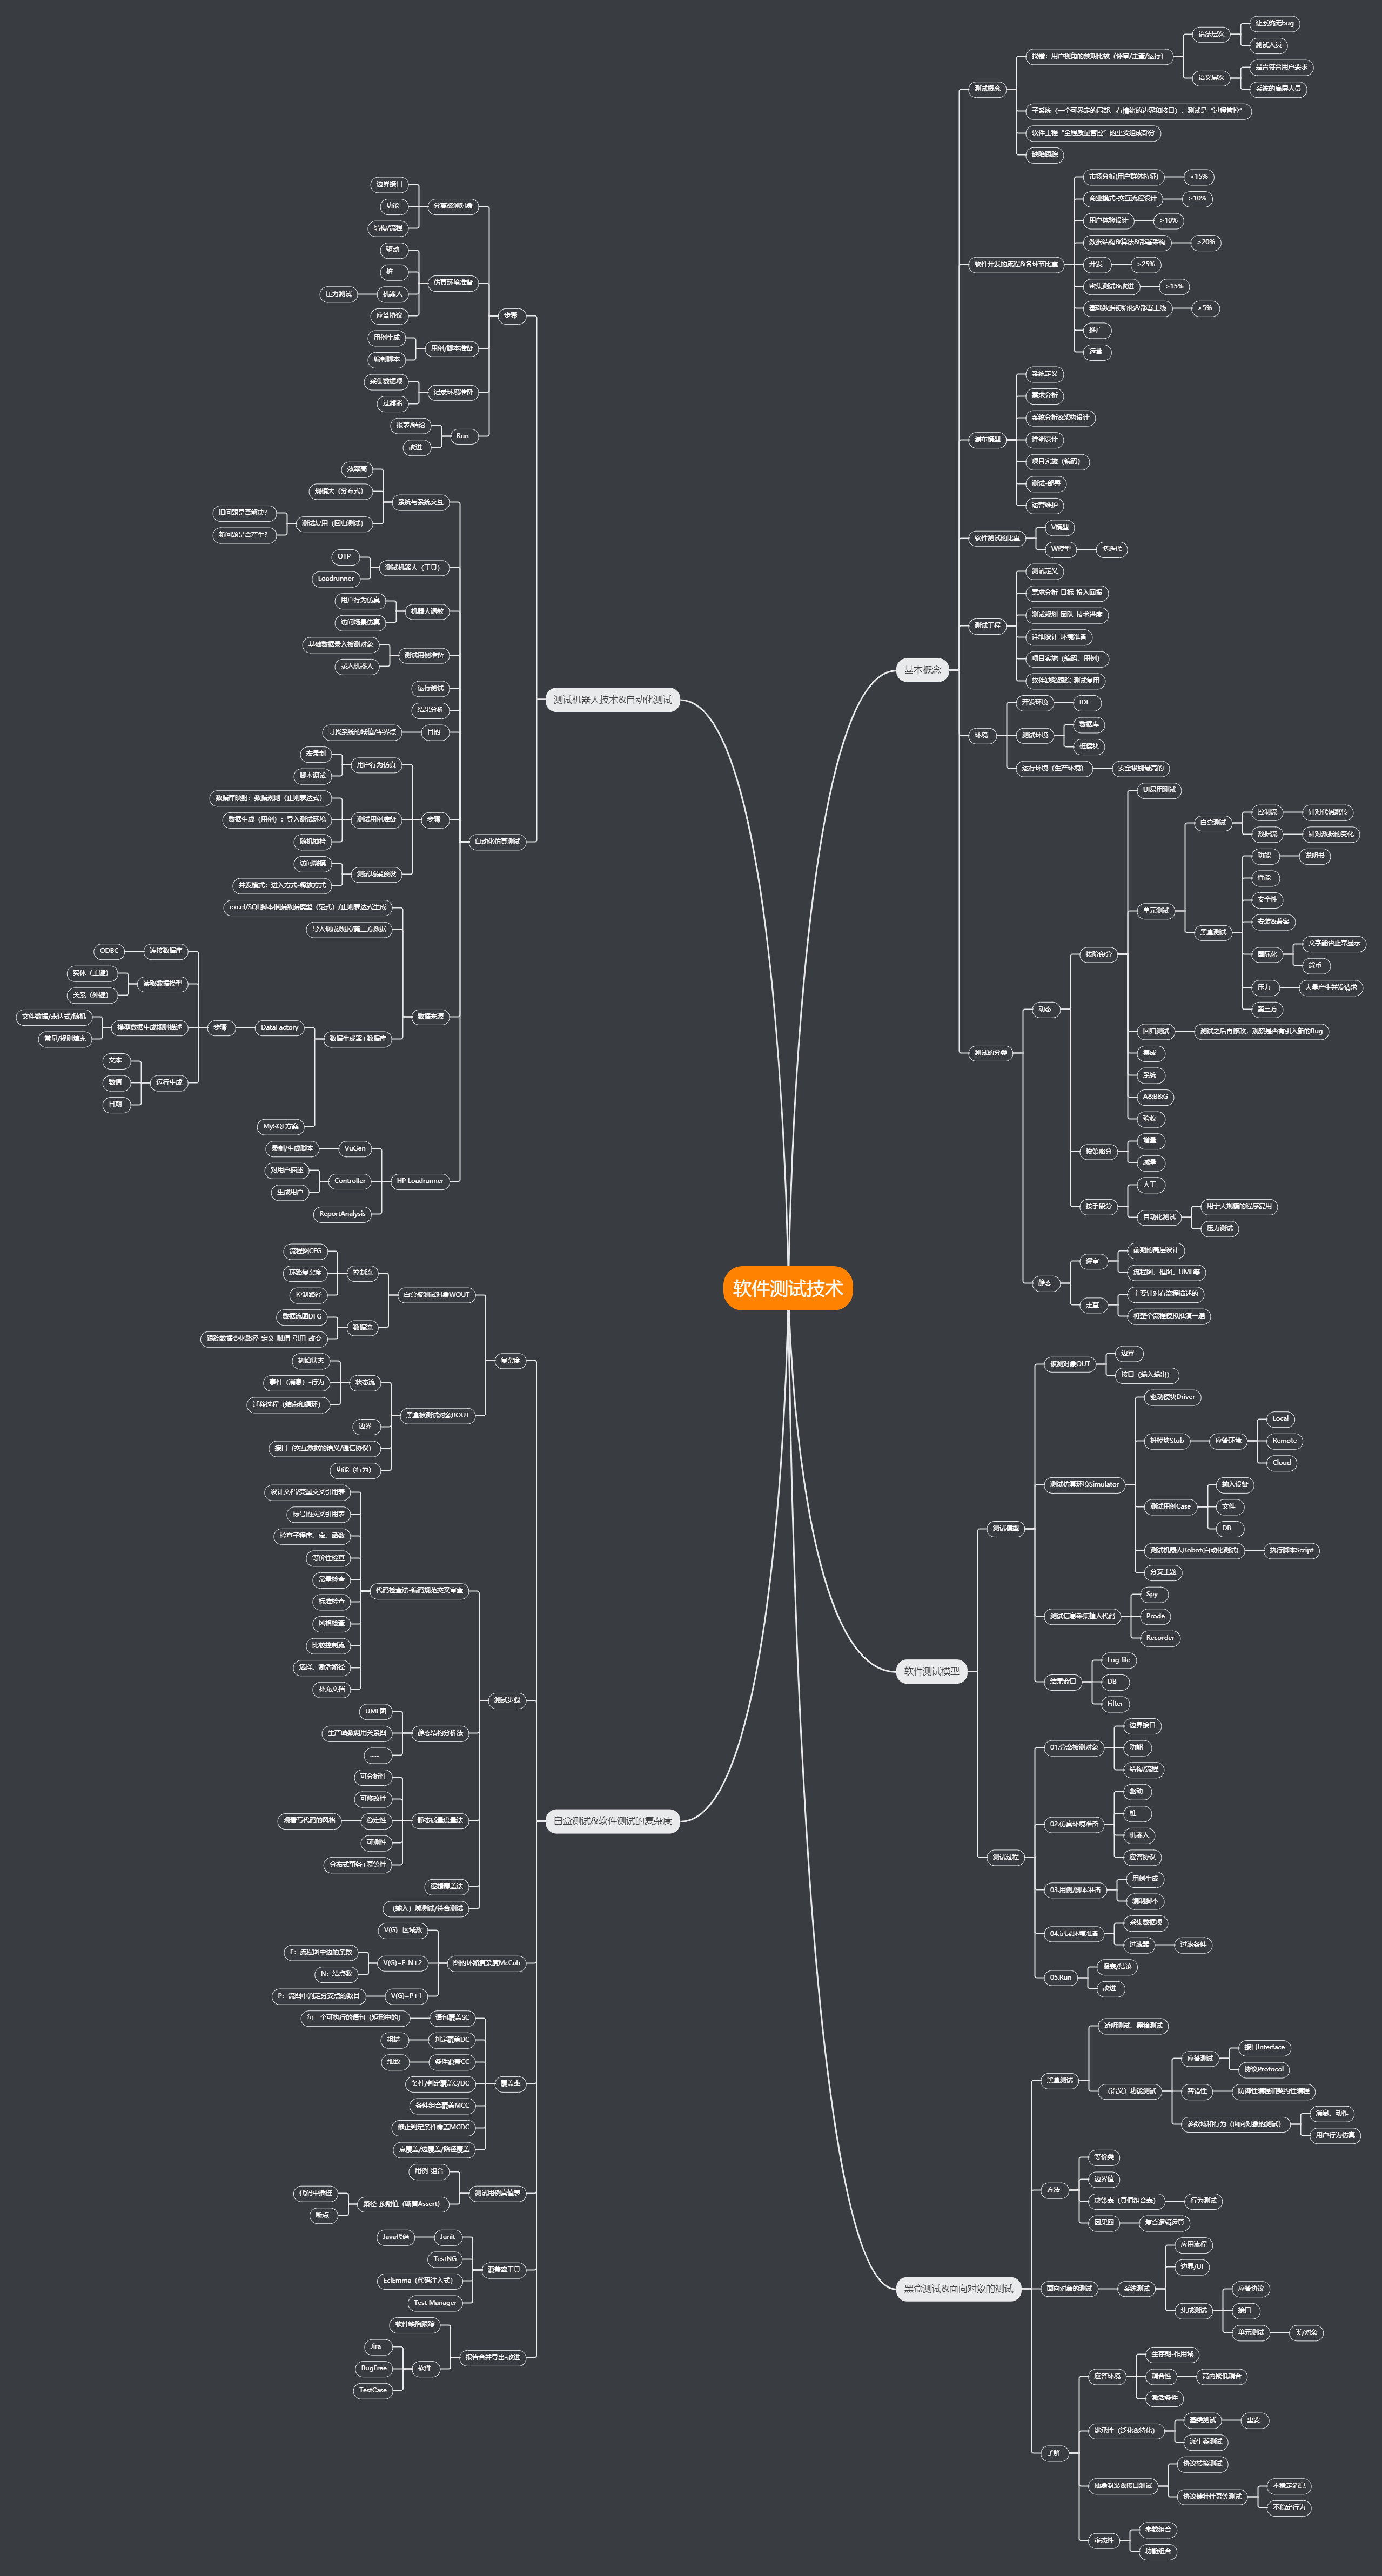 软件测试技术
基本概念
测试概念
找错：用户视角的预期比较（评审/走查/运行）
语法层次
让系统无bug
测试人员
语义层次
是否符合用户要求
系统的高层人员
子系统（一个可界定的局部、有情绪的边界和接口），测试是“过程管控”
软件工程“全程质量管控”的重要组成部分
缺陷跟踪
软件开发的流程&各环节比重
市场分析(用户群体特征)
>15%
商业模式-交互流程设计
>10%
用户体验设计
>10%
数据结构&算法&部署架构
>20%
开发
>25%
密集测试&改进
>15%
基础数据初始化&部署上线
>5%
推广
运营
瀑布模型
系统定义
需求分析
系统分析&架构设计
详细设计
项目实施（编码）
测试-部署
运营维护
软件测试的比重
V模型
W模型
多迭代
测试工程
测试定义
需求分析-目标-投入回报
测试规划-团队-技术进度
详细设计-环境准备
项目实施（编码、用例）
软件缺陷跟踪-测试复用
环境
开发环境
IDE
测试环境
数据库
桩模块
运行环境（生产环境）
安全级别最高的
测试的分类
动态
按阶段分
UI易用测试
单元测试
白盒测试
控制流
针对代码跳转
数据流
针对数据的变化
黑盒测试
功能
说明书
性能
安全性
安装&兼容
国际化
文字能否正常显示
货币
压力
大量产生并发请求
第三方
回归测试
测试之后再修改，观察是否有引入新的Bug
集成
系统
A&B&G
验收
按策略分
增量
减量
按手段分
人工
自动化测试
用于大规模的程序复用
压力测试
静态
评审
前期的高层设计
流程图、框图、UML等
走查
主要针对有流程描述的
将整个流程模拟推演一遍
软件测试模型
测试模型
被测对象OUT
边界
接口（输入输出）
测试仿真环境Simulator
驱动模块Driver
桩模块Stub
应答环境
Local
Remote
Cloud
测试用例Case
输入设备
文件
DB
测试机器人Robot(自动化测试)
执行脚本Script
分支主题
测试信息采集植入代码
Spy
Prode
Recorder
结果窗口
Log file
DB
Filter
测试过程
01.分离被测对象
边界接口
功能
结构/流程
02.仿真环境准备
驱动
桩
机器人
应答协议
03.用例/脚本准备
用例生成
编制脚本
04.记录环境准备
采集数据项
过滤器
过滤条件
05.Run
报表/结论
改进
黑盒测试&面向对象的测试
黑盒测试
透明测试、黑箱测试
（语义）功能测试
应答测试
接口Interface
协议Protocol
容错性
防御性编程和契约性编程
参数域和行为（面向对象的测试）
消息、动作
用户行为仿真
方法
等价类
边界值
决策表（真值组合表）
行为测试
因果图
复合逻辑运算
面向对象的测试
系统测试
应用流程
边界/UI
集成测试
应答协议
接口
单元测试
类/对象
了解
应答环境
生存期-作用域
耦合性
高内聚低耦合
激活条件
继承性（泛化&特化）
基类测试
重要
派生类测试
抽象封装&接口测试
协议转换测试
协议健壮性幂等测试
不稳定消息
不稳定行为
多态性
参数组合
功能组合
测试机器人技术&自动化测试
步骤
分离被测对象
边界接口
功能
结构/流程
仿真环境准备
驱动
桩
机器人
压力测试
应答协议
用例/脚本准备
用例生成
编制脚本
记录环境准备
采集数据项
过滤器
Run
报表/结论
改进
自动化仿真测试
系统与系统交互
效率高
规模大（分布式）
测试复用（回归测试）
旧问题是否解决？
新问题是否产生？
测试机器人（工具）
QTP
Loadrunner
机器人调教
用户行为仿真
访问场景仿真
测试用例准备
基础数据录入被测对象
录入机器人
运行测试
结果分析
目的
寻找系统的域值/零界点
步骤
用户行为仿真
宏录制
脚本调试
测试用例准备
数据库映射：数据规则（正则表达式）
数据生成（用例）：导入测试环境
随机抽检
测试场景预设
访问规模
并发模式：进入方式-释放方式
数据来源
excel/SQL脚本根据数据模型（范式）/正则表达式生成
导入现成数据/第三方数据
数据生成器+数据库
DataFactory
步骤
连接数据库
ODBC
读取数据模型
实体（主键）
关系（外键）
模型数据生成规则描述
文件数据/表达式/随机
常量/规则填充
运行生成
文本
数值
日期
MySQL方案
HP Loadrunner
VuGen
录制/生成脚本
Controller
对用户描述
生成用户
ReportAnalysis
白盒测试&软件测试的复杂度
复杂度
白盒被测试对象WOUT
控制流
流程图CFG
环路复杂度
控制路径
数据流
数据流图DFG
跟踪数据变化路径-定义-赋值-引用-改变
黑盒被测试对象BOUT
状态流
初始状态
事件（消息）-行为
迁移过程（结点和循环）
边界
接口（交互数据的语义/通信协议）
功能（行为）
测试步骤
代码检查法-编码规范交叉审查
设计文档/变量交叉引用表
标号的交叉引用表
检查子程序、宏、函数
等价性检查
常量检查
标准检查
风格检查
比较控制流
选择、激活路径
补充文档
静态结构分析法
UML图
生产函数调用关系图
......
静态质量度量法
可分析性
可修改性
稳定性
观看写代码的风格
可测性
分布式事务+幂等性
逻辑覆盖法
（输入）域测试/符合测试
图的环路复杂度McCab
V(G)=区域数
V(G)=E-N+2
E：流程图中边的条数
N：结点数
V(G)=P+1
P：流图中判定分支点的数目
覆盖率
语句覆盖SC
每一个可执行的语句（矩形中的）
判定覆盖DC
粗糙
条件覆盖CC
细致
条件/判定覆盖C/DC
条件组合覆盖MCC
修正判定条件覆盖MCDC
点覆盖/边覆盖/路径覆盖
测试用例真值表
用例-组合
路径-预期值（断言Assert）
代码中插桩
断点
覆盖率工具
Junit
Java代码
TestNG
EclEmma（代码注入式）
Test Manager
报告合并导出-改进
软件缺陷跟踪
软件
Jira
BugFree
TestCase